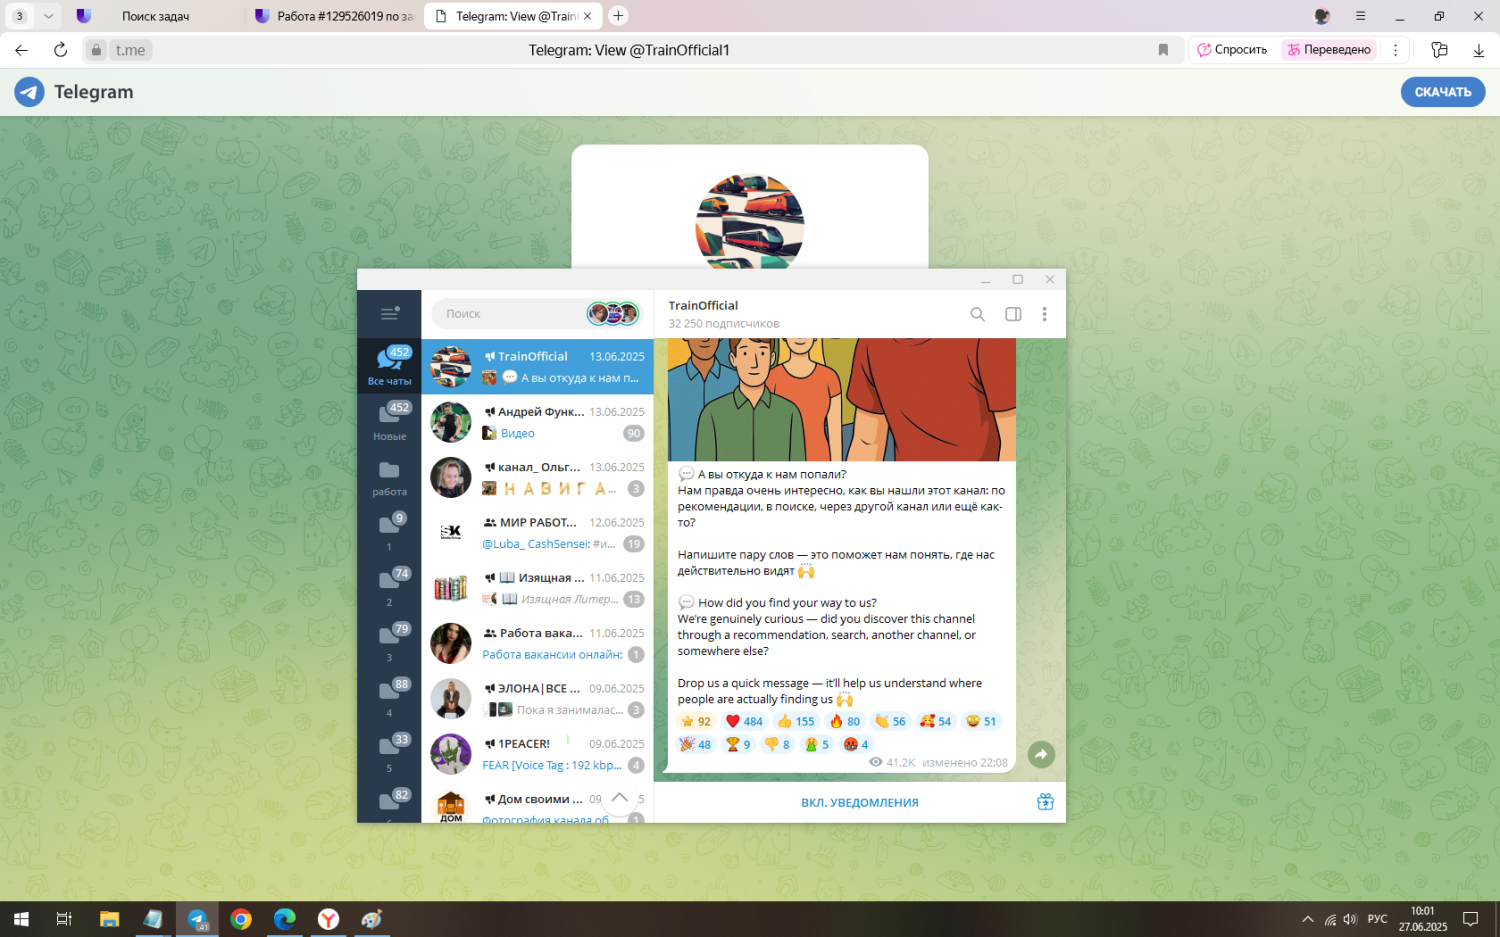 3
Поиск задач
Работа #129526019 по за
Telegram: View @Train
t.me
Telegram: View @TrainOfficial1
Спросить
Переведено
Telegram
СКАЧАТЬ
Поиск
TrainOfficial
32 250 подписчиков
452
Все чаты
452
Новые
работа
9
1
74
2
79
3
88
4
33
5
82
TrainOfficial 13.06.2025
💬 А вы откуда к нам п...
Андрей Функ... 13.06.2025
Видео 90
канал_ Ольг... 13.06.2025
Н А В И Г А... 3
МИР РАБОТ... 12.06.2025
@Luba_ CashSensei: #и... 19
Изящная ... 11.06.2025
Изящная Литер... 13
Работа вака... 11.06.2025
Работа вакансии онлайн: 1
ЭЛОНА|ВСЕ ... 09.06.2025
Пока я занималас... 3
1PEACER! 09.06.2025
FEAR [Voice Tag : 192 kbp... 4
Дом своими ... 09 5
Фотография канала об 1
SK
ДОМ
💬 А вы откуда к нам попали?
Нам правда очень интересно, как вы нашли этот канал: по
рекомендации, в поиске, через другой канал или ещё как-
то?
Напишите пару слов — это поможет нам понять, где нас
действительно видят 🙌
💬 How did you find your way to us?
We're genuinely curious — did you discover this channel
through a recommendation, search, another channel, or
somewhere else?
Drop us a quick message — it'll help us understand where
people are actually finding us 🙌
⭐ 92 ❤️ 484 👍 155 🔥 80 👏 56 🥰 54 🤣 51
🎉 48 🏆 9 👎 8 🤮 5 🤬 4
41.2K изменено 22:08
ВКЛ. УВЕДОМЛЕНИЯ
41
РУС
10:01
27.06.2025